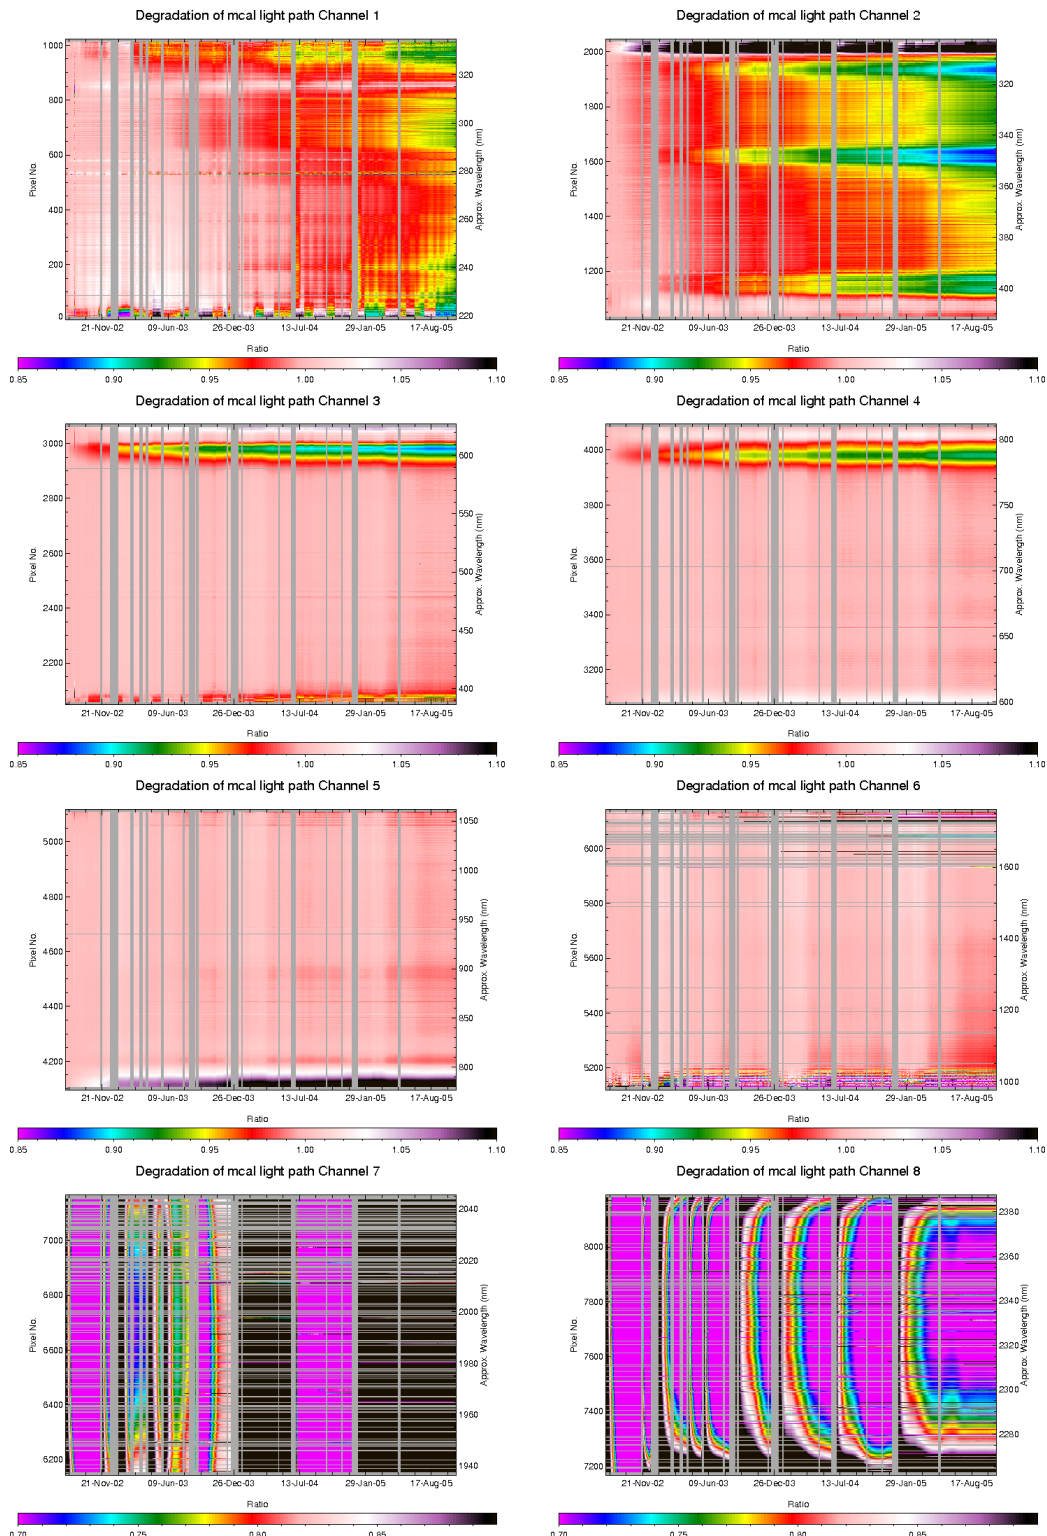 Degradation of mcal light path Channel 1
1000
800
600
400
200
0
Pixel No.
320
300
280
260
240
220
Approx. Wavelength (nm)
21-Nov-02 09-Jun-03 26-Dec-03 13-Jul-04 29-Jan-05 17-Aug-05
Ratio
0.85 0.90 0.95 1.00 1.05 1.10
Degradation of mcal light path Channel 2
2000
1800
1600
1400
1200
Pixel No.
320
340
360
380
400
Approx. Wavelength (nm)
21-Nov-02 09-Jun-03 26-Dec-03 13-Jul-04 29-Jan-05 17-Aug-05
Ratio
0.85 0.90 0.95 1.00 1.05 1.10
Degradation of mcal light path Channel 3
3000
2800
2600
2400
2200
Pixel No.
600
550
500
450
400
Approx. Wavelength (nm)
21-Nov-02 09-Jun-03 26-Dec-03 13-Jul-04 29-Jan-05 17-Aug-05
Ratio
0.85 0.90 0.95 1.00 1.05 1.10
Degradation of mcal light path Channel 4
4000
3800
3600
3400
3200
Pixel No.
800
750
700
650
600
Approx. Wavelength (nm)
21-Nov-02 09-Jun-03 26-Dec-03 13-Jul-04 29-Jan-05 17-Aug-05
Ratio
0.85 0.90 0.95 1.00 1.05 1.10
Degradation of mcal light path Channel 5
5000
4800
4600
4400
4200
Pixel No.
1050
1000
950
900
850
800
Approx. Wavelength (nm)
21-Nov-02 09-Jun-03 26-Dec-03 13-Jul-04 29-Jan-05 17-Aug-05
Ratio
0.85 0.90 0.95 1.00 1.05 1.10
Degradation of mcal light path Channel 6
6000
5800
5600
5400
5200
Pixel No.
1600
1400
1200
1000
Approx. Wavelength (nm)
21-Nov-02 09-Jun-03 26-Dec-03 13-Jul-04 29-Jan-05 17-Aug-05
Ratio
0.85 0.90 0.95 1.00 1.05 1.10
Degradation of mcal light path Channel 7
7000
6800
6600
6400
6200
Pixel No.
2040
2020
2000
1980
1960
1940
Approx. Wavelength (nm)
21-Nov-02 09-Jun-03 26-Dec-03 13-Jul-04 29-Jan-05 17-Aug-05
Ratio
0.70 0.75
Degradation of mcal light path Channel 8
8000
7800
7600
7400
7200
Pixel No.
2380
2360
2340
2320
2300
2280
Approx. Wavelength (nm)
21-Nov-02 09-Jun-03 26-Dec-03 13-Jul-04 29-Jan-05 17-Aug-05
Ratio
0.70 0.75